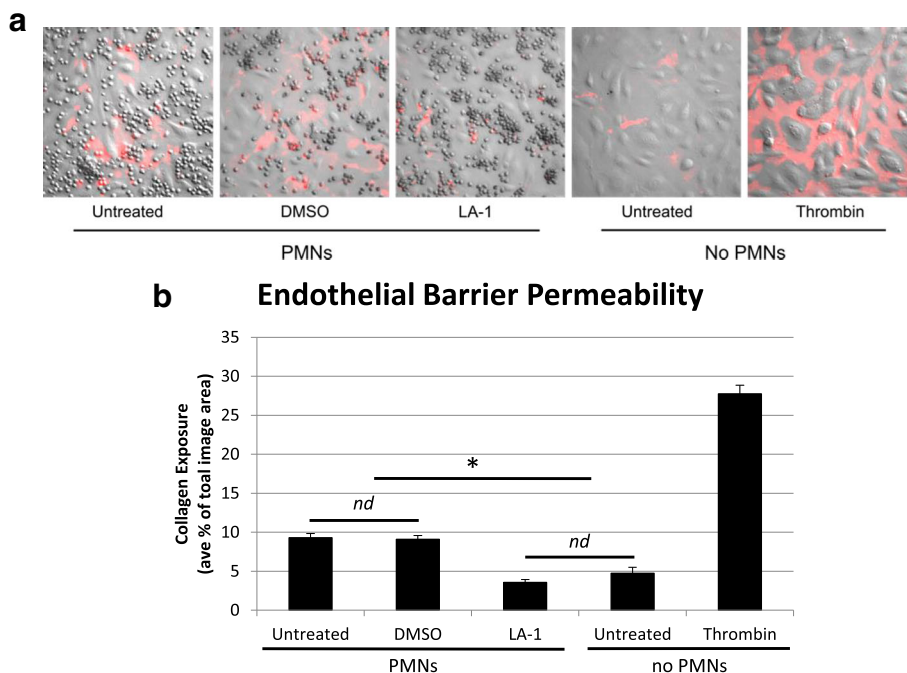 a
Untreated DMSO LA-1 Untreated Thrombin
PMNs No PMNs
b Endothelial Barrier Permeability
Collagen Exposure
(ave % of toal image area)
35
30
25
20
15
10
5
0
*
nd
nd
Untreated DMSO LA-1 Untreated Thrombin
PMNs no PMNs